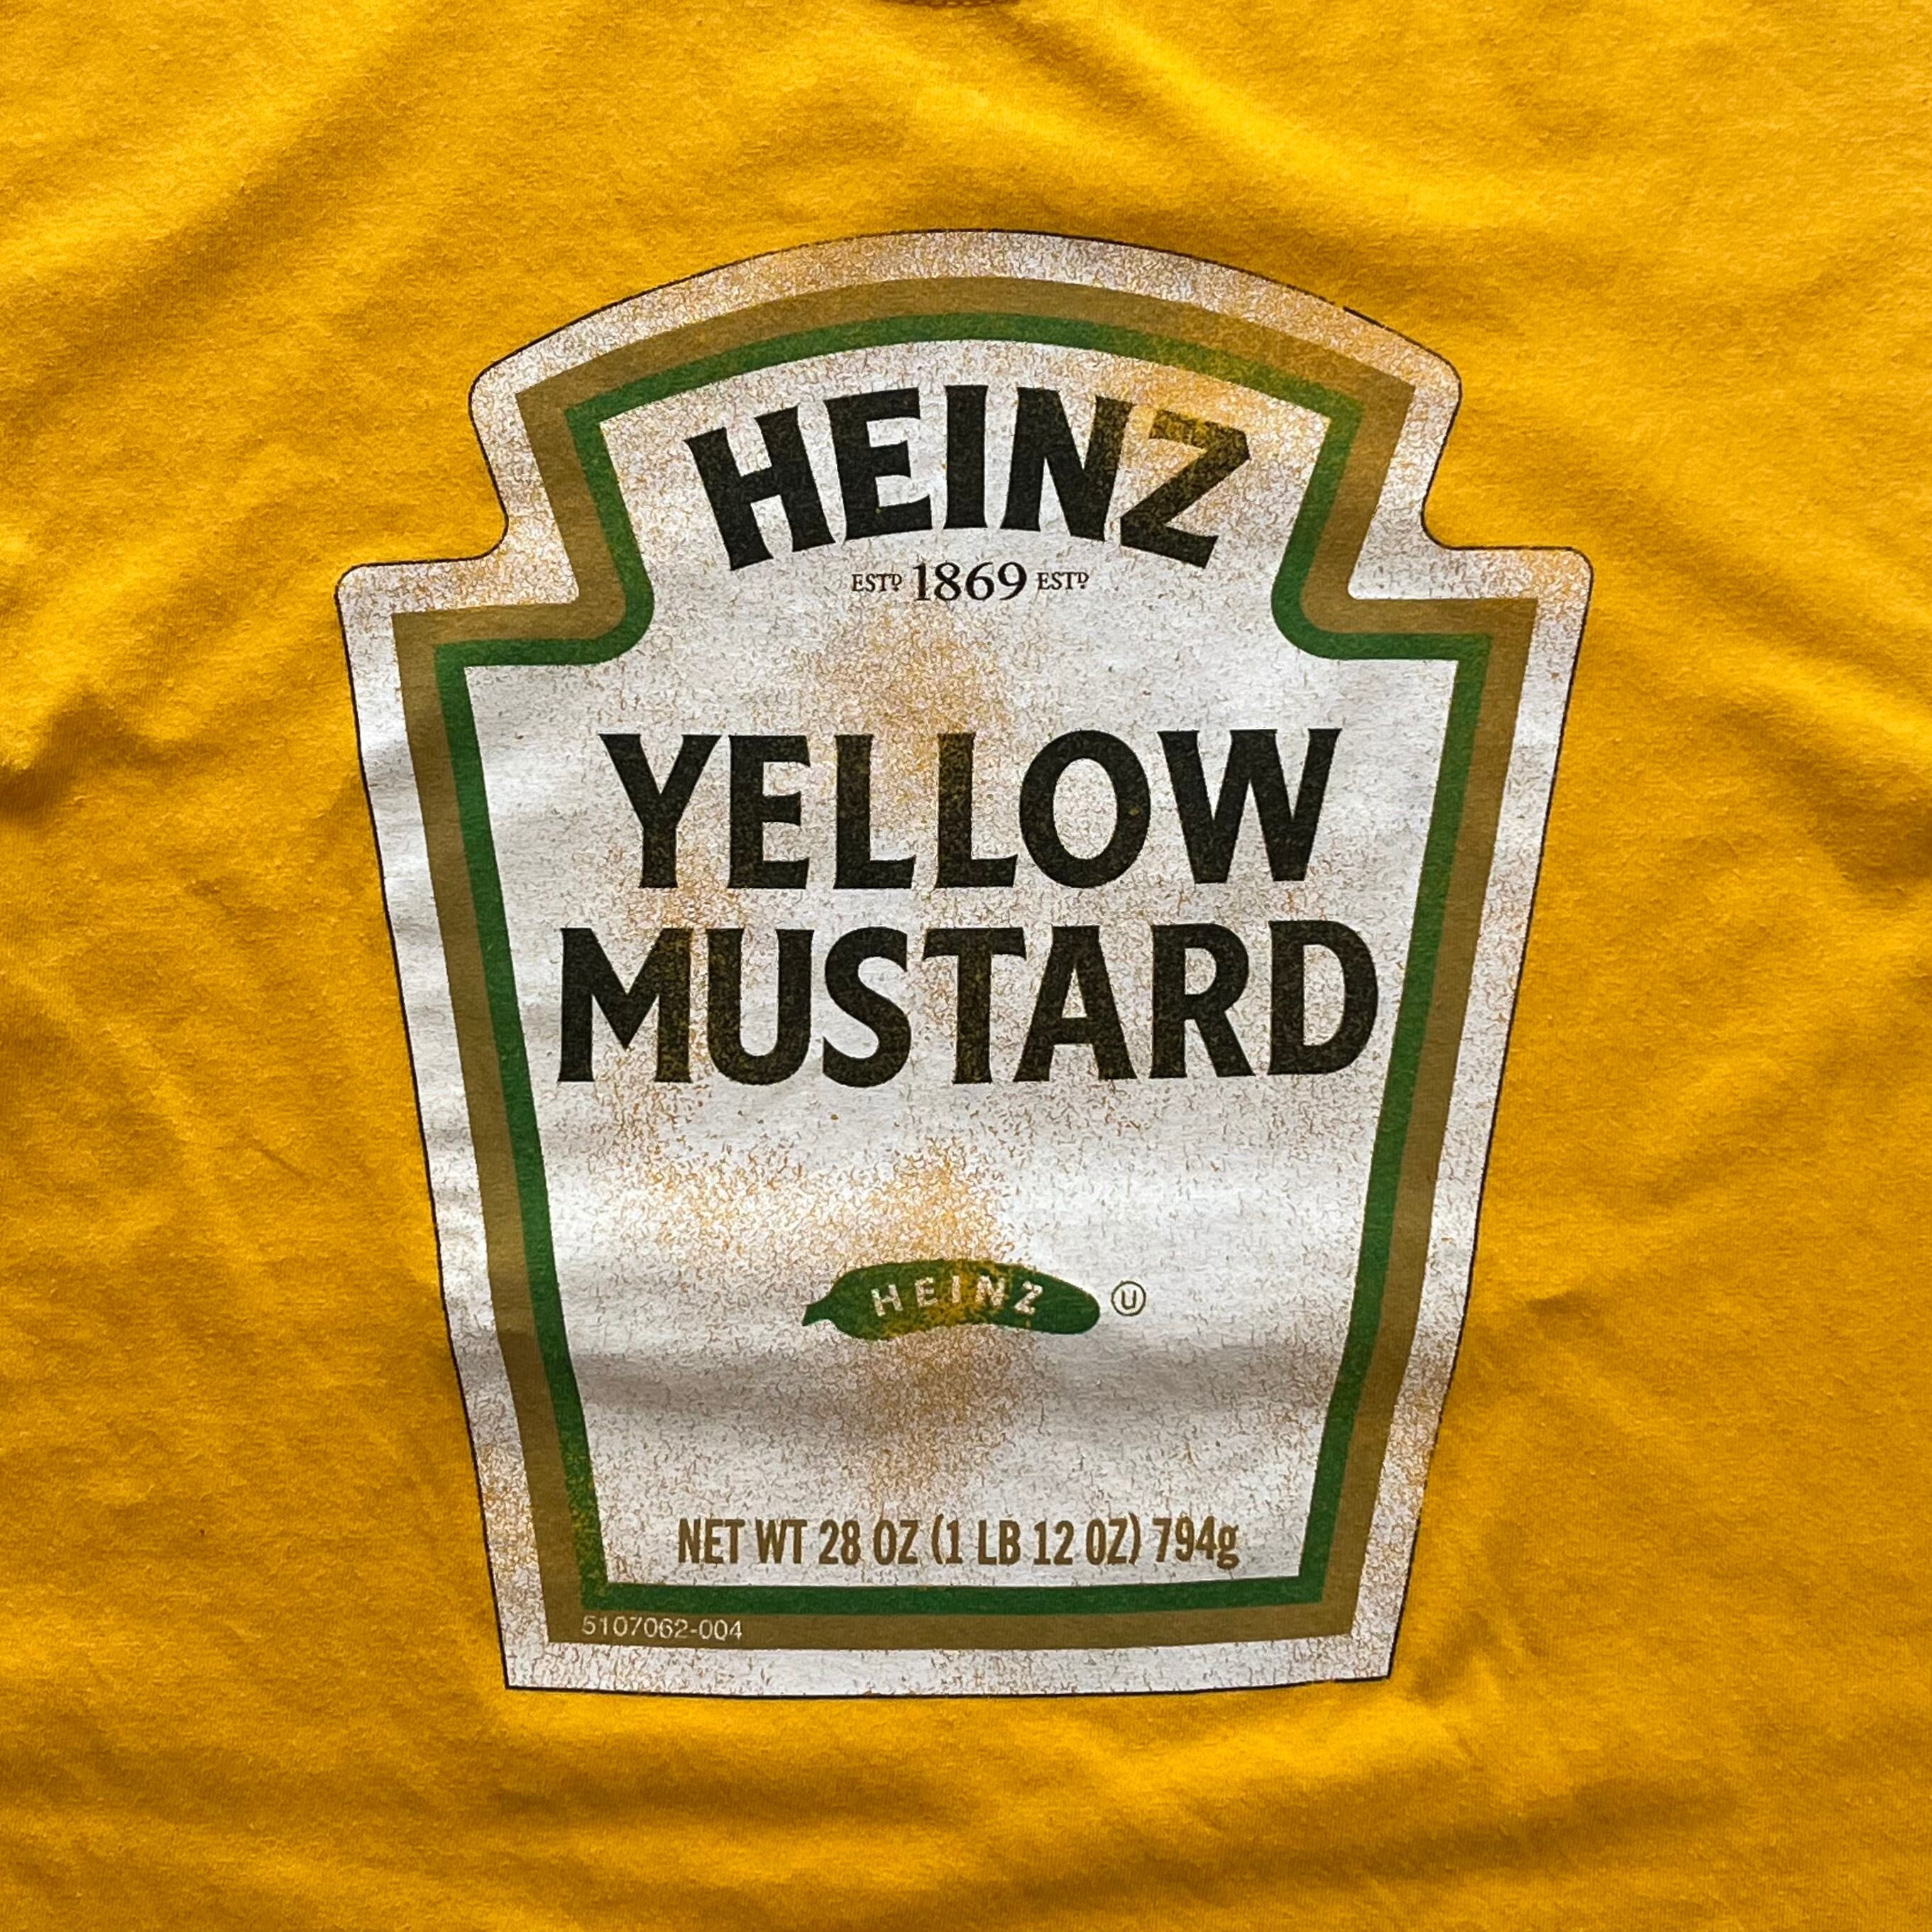 HEINZ
ESTD 1869 ESTD
YELLOW
MUSTARD
HEINZ U
NET WT 28 OZ (1 LB 12 OZ) 794g
5107062-004